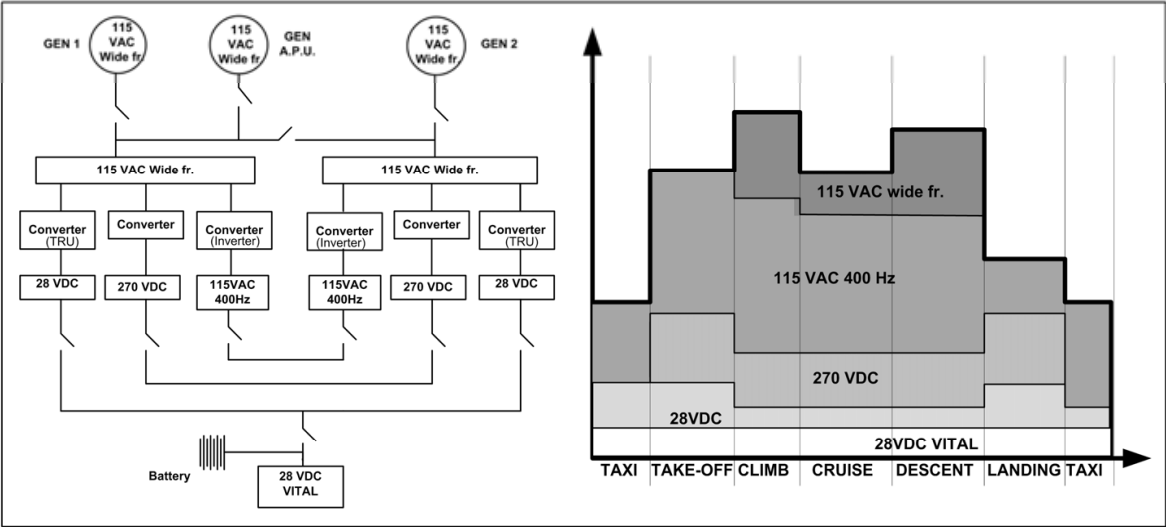 GEN 1
115
VAC
Wide fr.
115
VAC
Wide fr.
GEN
A.P.U.
115
VAC
Wide fr.
GEN 2
115 VAC Wide fr.
115 VAC Wide fr.
Converter
(TRU)
Converter
Converter
(Inverter)
Converter
(Inverter)
Converter
Converter
(TRU)
28 VDC
270 VDC
115VAC
400Hz
115VAC
400Hz
270 VDC
28 VDC
Battery
28 VDC
VITAL
115 VAC wide fr.
115 VAC 400 Hz
270 VDC
28VDC
28VDC VITAL
TAXI TAKE-OFF CLIMB CRUISE DESCENT LANDING TAXI